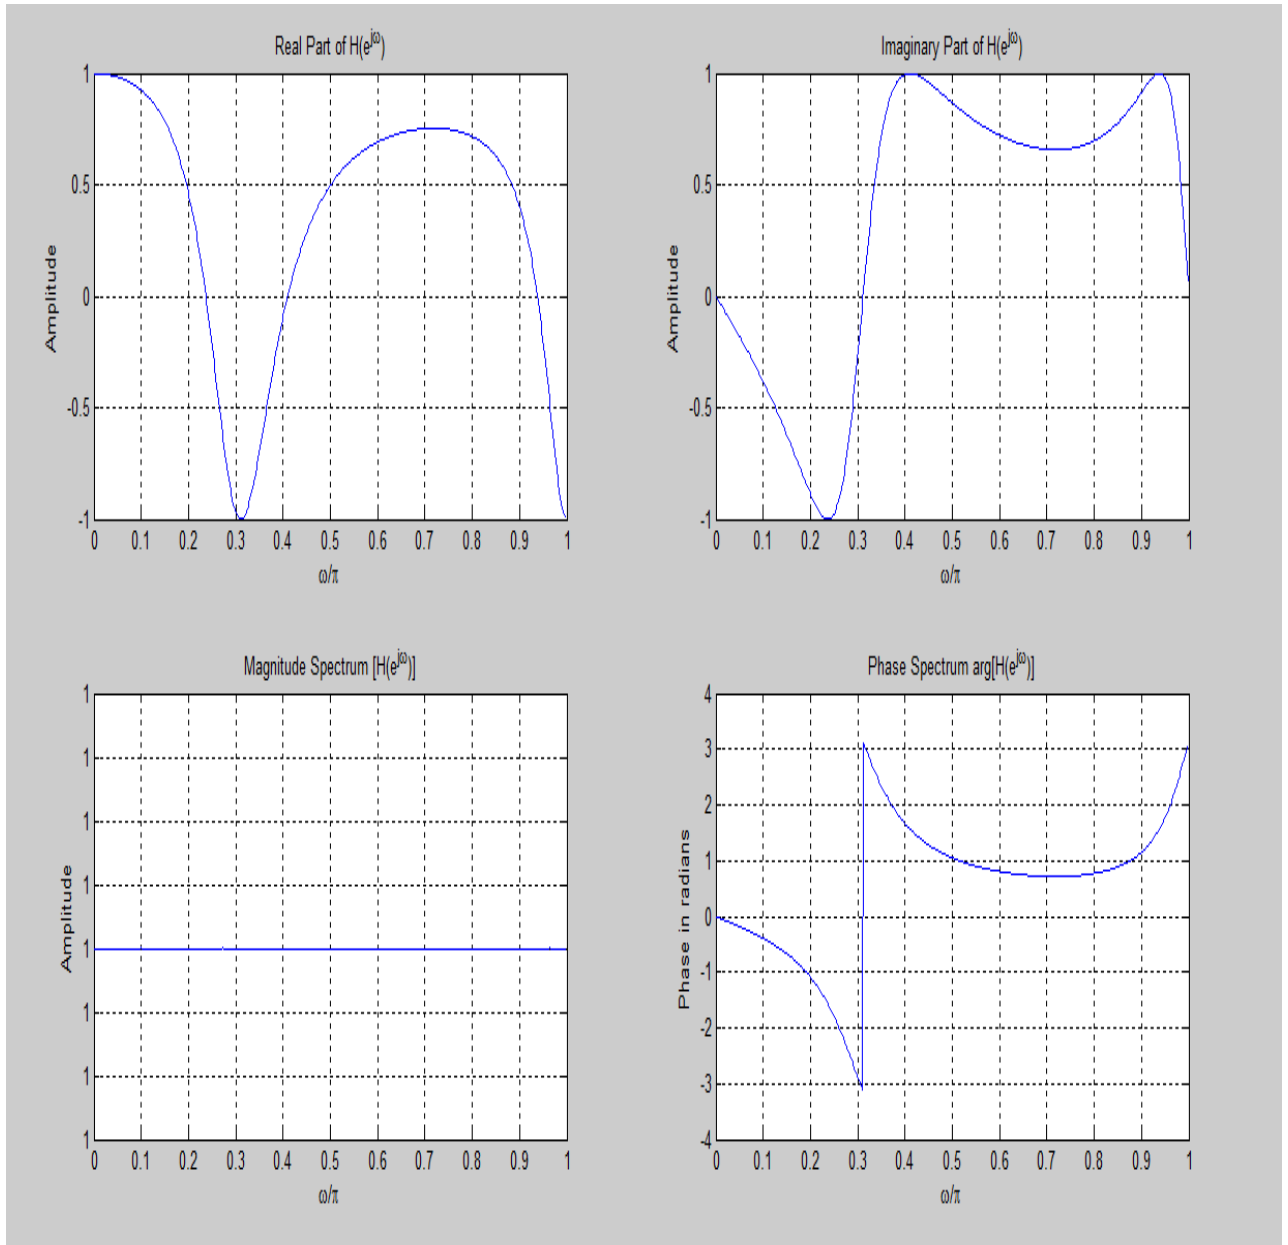 Real Part of H(e^jω)
1
0.5
0
-0.5
-1
Amplitude
0 0.1 0.2 0.3 0.4 0.5 0.6 0.7 0.8 0.9 1
ω/π
Imaginary Part of H(e^jω)
1
0.5
0
-0.5
-1
Amplitude
0 0.1 0.2 0.3 0.4 0.5 0.6 0.7 0.8 0.9 1
ω/π
Magnitude Spectrum [H(e^jω)]
1
1
1
1
1
1
1
1
Amplitude
0 0.1 0.2 0.3 0.4 0.5 0.6 0.7 0.8 0.9 1
ω/π
Phase Spectrum arg[H(e^jω)]
4
3
2
1
0
-1
-2
-3
-4
Phase in radians
0 0.1 0.2 0.3 0.4 0.5 0.6 0.7 0.8 0.9 1
ω/π